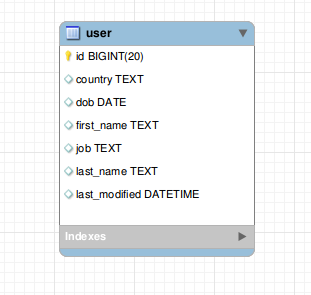 user
id BIGINT(20)
country TEXT
dob DATE
first_name TEXT
job TEXT
last_name TEXT
last_modified DATETIME
Indexes